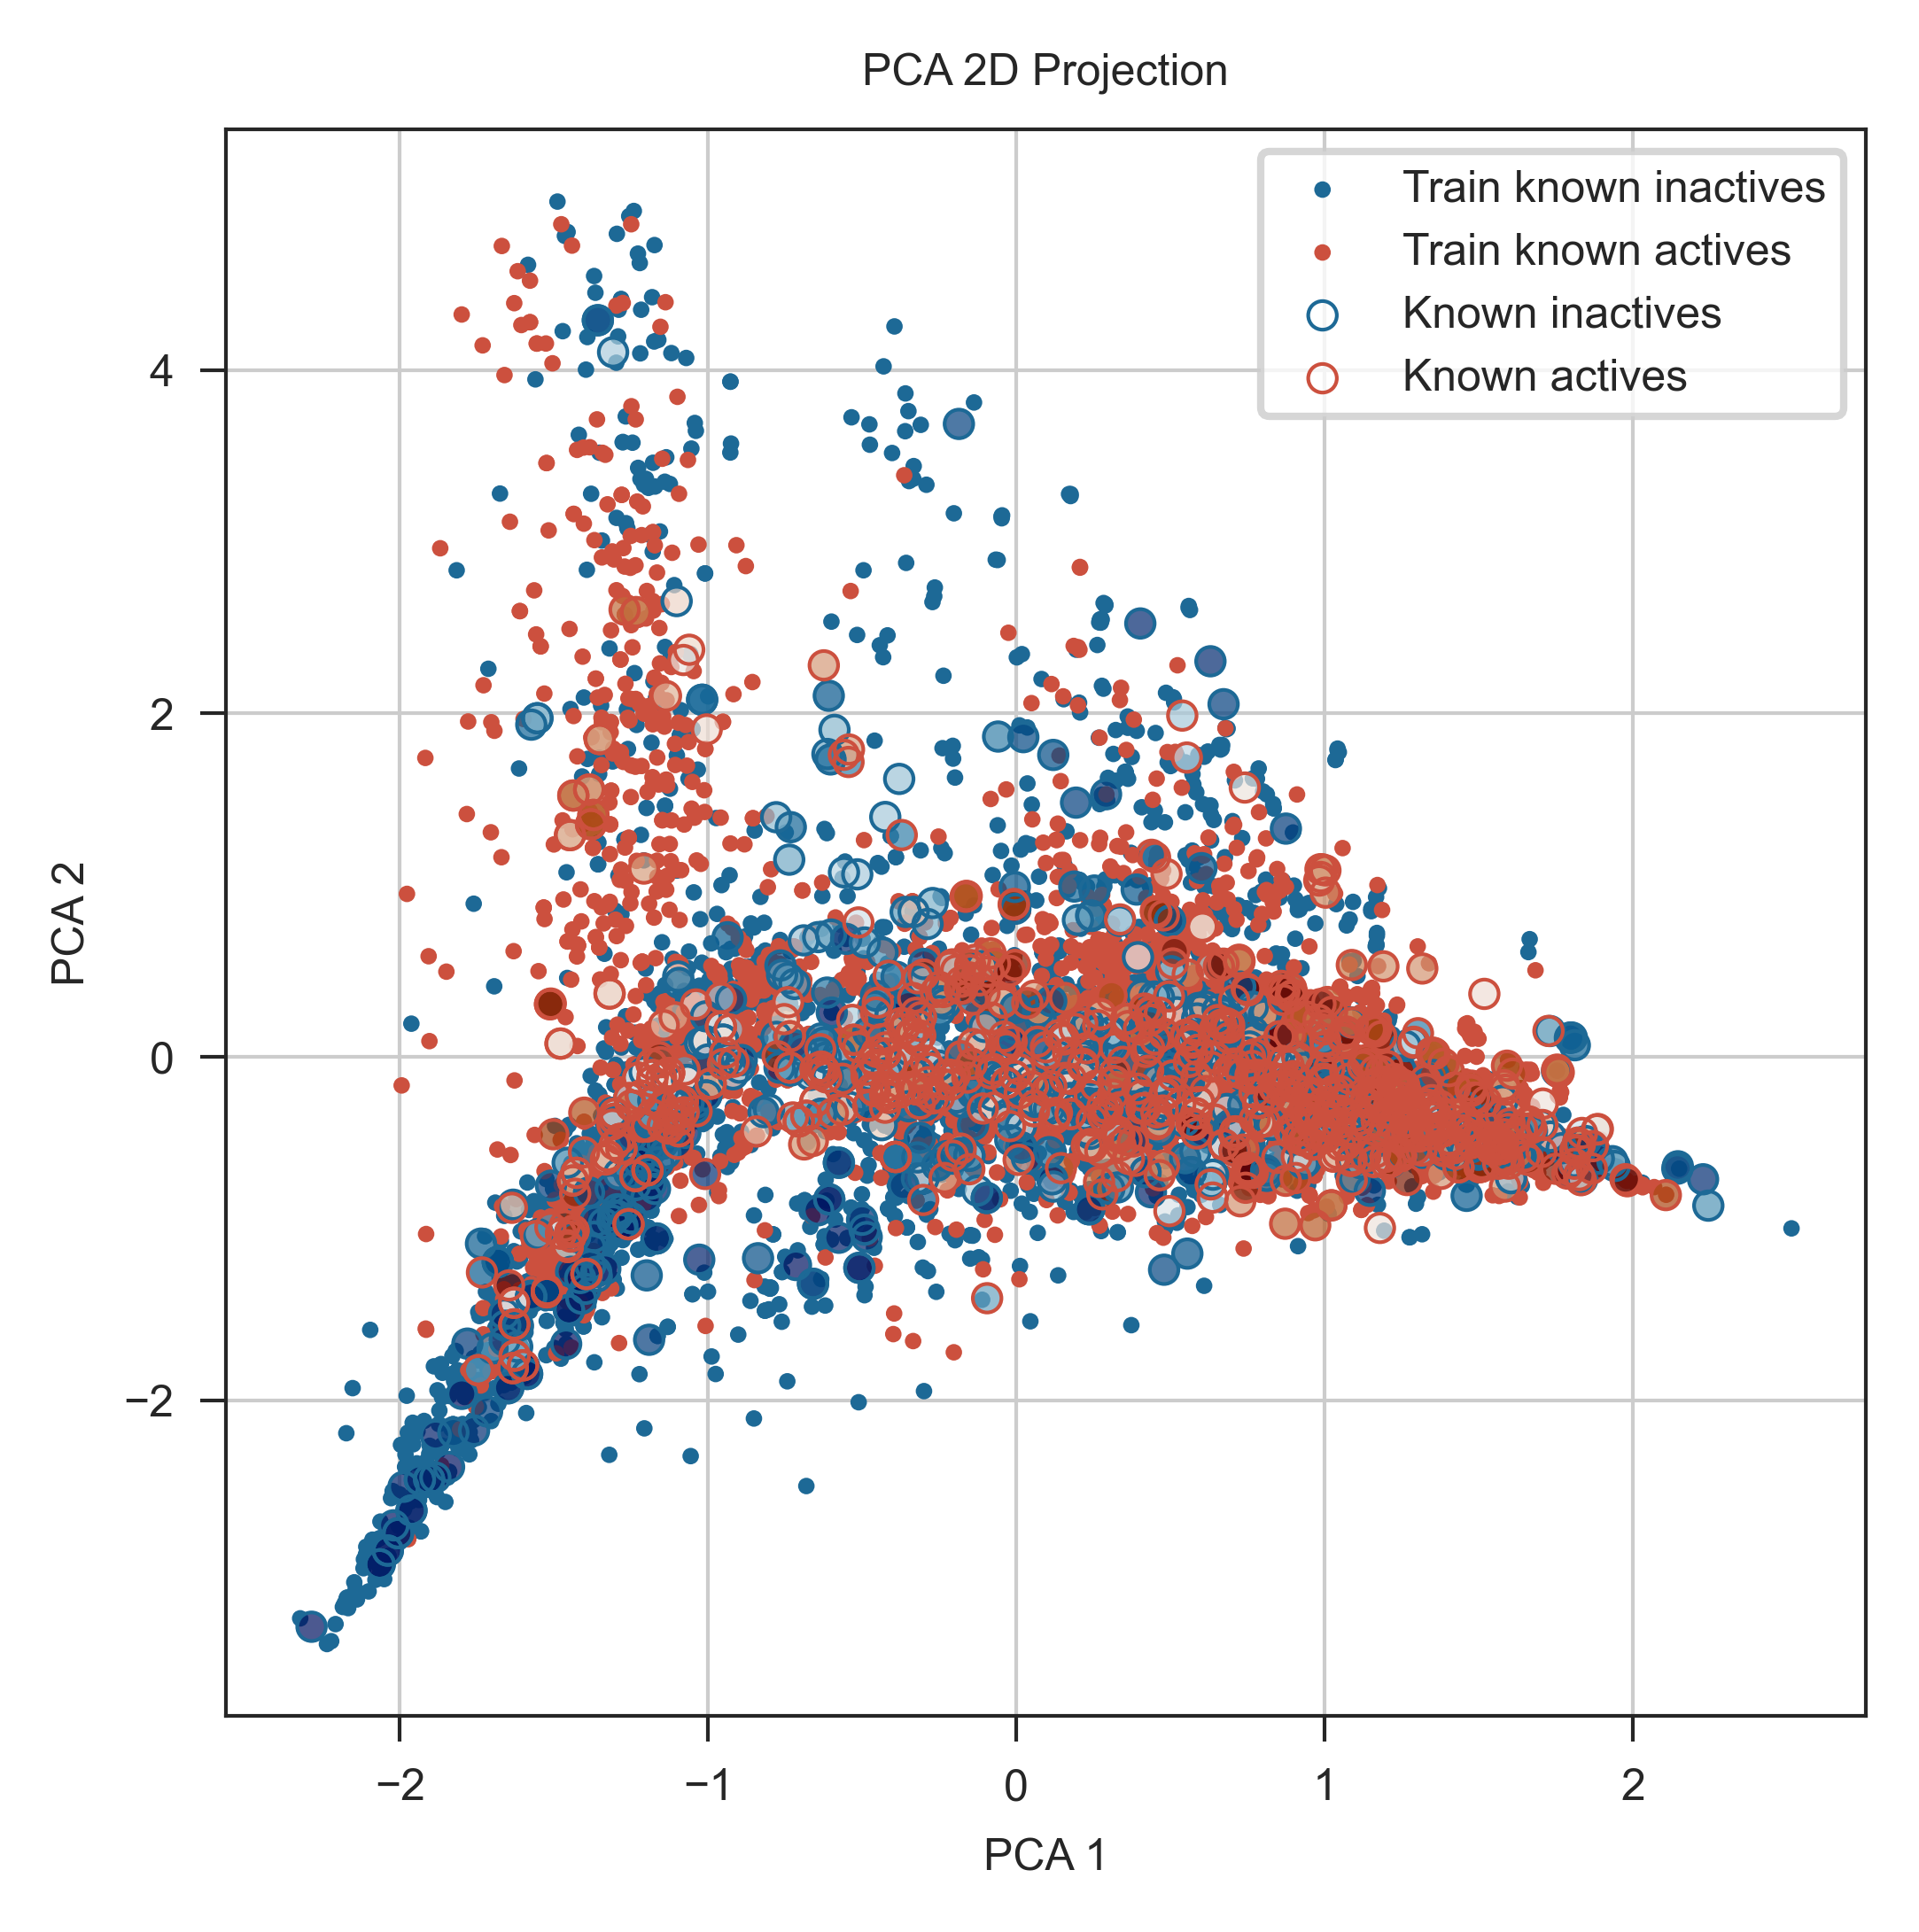 PCA 2D Projection
Train known inactives
Train known actives
Known inactives
Known actives
4
2
0
−2
PCA 2
−2
−1
0
1
2
PCA 1